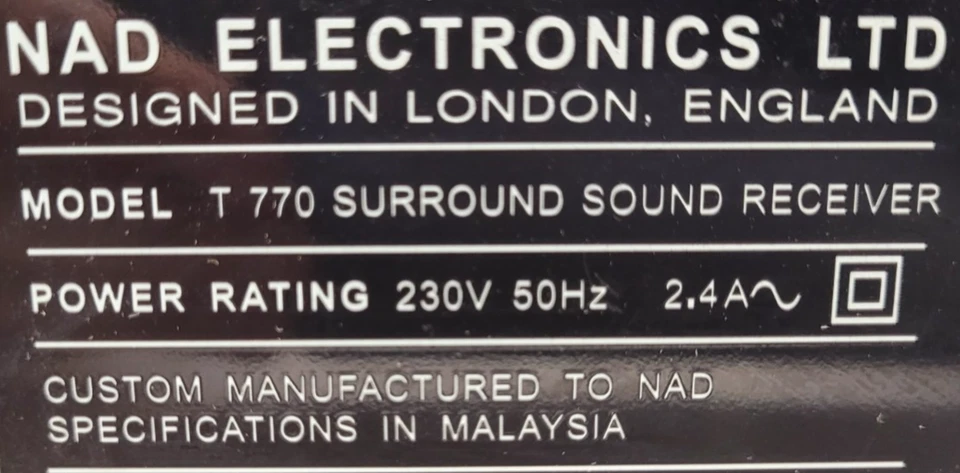 NAD ELECTRONICS LTD
DESIGNED IN LONDON, ENGLAND
MODEL T 770 SURROUND SOUND RECEIVER
POWER RATING 230V 50Hz 2.4A~
CUSTOM MANUFACTURED TO NAD
SPECIFICATIONS IN MALAYSIA